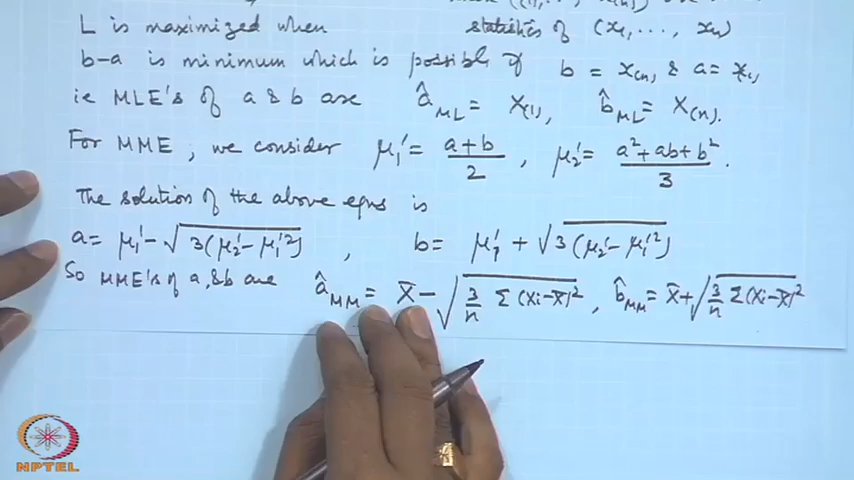 L is maximized when statistics of (x₁, ..., xₙ)
b-a is minimum which is possible if b = x₍ₙ₎ & a = x₍₁₎
ie MLE's of a & b are â_ML = X₍₁₎, b̂_ML = X₍ₙ₎.
For MME, we consider μ₁' = (a+b)/2, μ₂' = (a²+ab+b²)/3.
The solution of the above eqns is
a = μ₁' - √(3(μ₂' - μ₁'²)), b = μ₁' + √(3(μ₂' - μ₁'²))
So MME's of a, & b are â_MM = X̄ - √(3/n Σ(Xi-X̄)²), b̂_MM = X̄ + √(3/n Σ(Xi-X̄)²
NPTEL